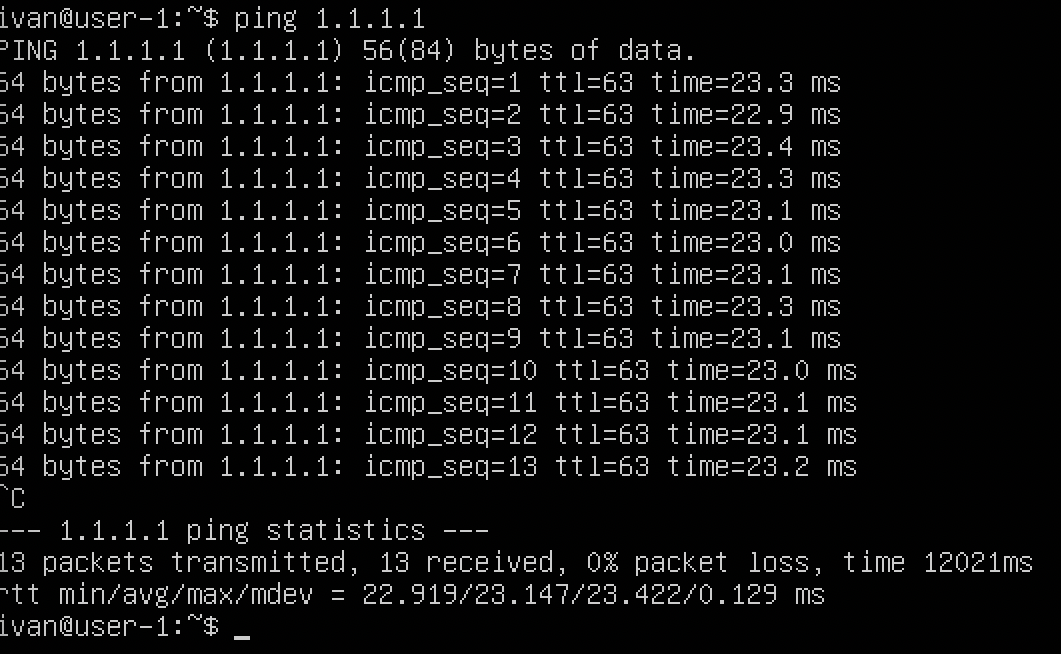 ivan@user-1:~$ ping 1.1.1.1
PING 1.1.1.1 (1.1.1.1) 56(84) bytes of data.
64 bytes from 1.1.1.1: icmp_seq=1 ttl=63 time=23.3 ms
64 bytes from 1.1.1.1: icmp_seq=2 ttl=63 time=22.9 ms
64 bytes from 1.1.1.1: icmp_seq=3 ttl=63 time=23.4 ms
64 bytes from 1.1.1.1: icmp_seq=4 ttl=63 time=23.3 ms
64 bytes from 1.1.1.1: icmp_seq=5 ttl=63 time=23.1 ms
64 bytes from 1.1.1.1: icmp_seq=6 ttl=63 time=23.0 ms
64 bytes from 1.1.1.1: icmp_seq=7 ttl=63 time=23.1 ms
64 bytes from 1.1.1.1: icmp_seq=8 ttl=63 time=23.3 ms
64 bytes from 1.1.1.1: icmp_seq=9 ttl=63 time=23.1 ms
64 bytes from 1.1.1.1: icmp_seq=10 ttl=63 time=23.0 ms
64 bytes from 1.1.1.1: icmp_seq=11 ttl=63 time=23.1 ms
64 bytes from 1.1.1.1: icmp_seq=12 ttl=63 time=23.1 ms
64 bytes from 1.1.1.1: icmp_seq=13 ttl=63 time=23.2 ms
^C
--- 1.1.1.1 ping statistics ---
13 packets transmitted, 13 received, 0% packet loss, time 12021ms
rtt min/avg/max/mdev = 22.919/23.147/23.422/0.129 ms
ivan@user-1:~$ _